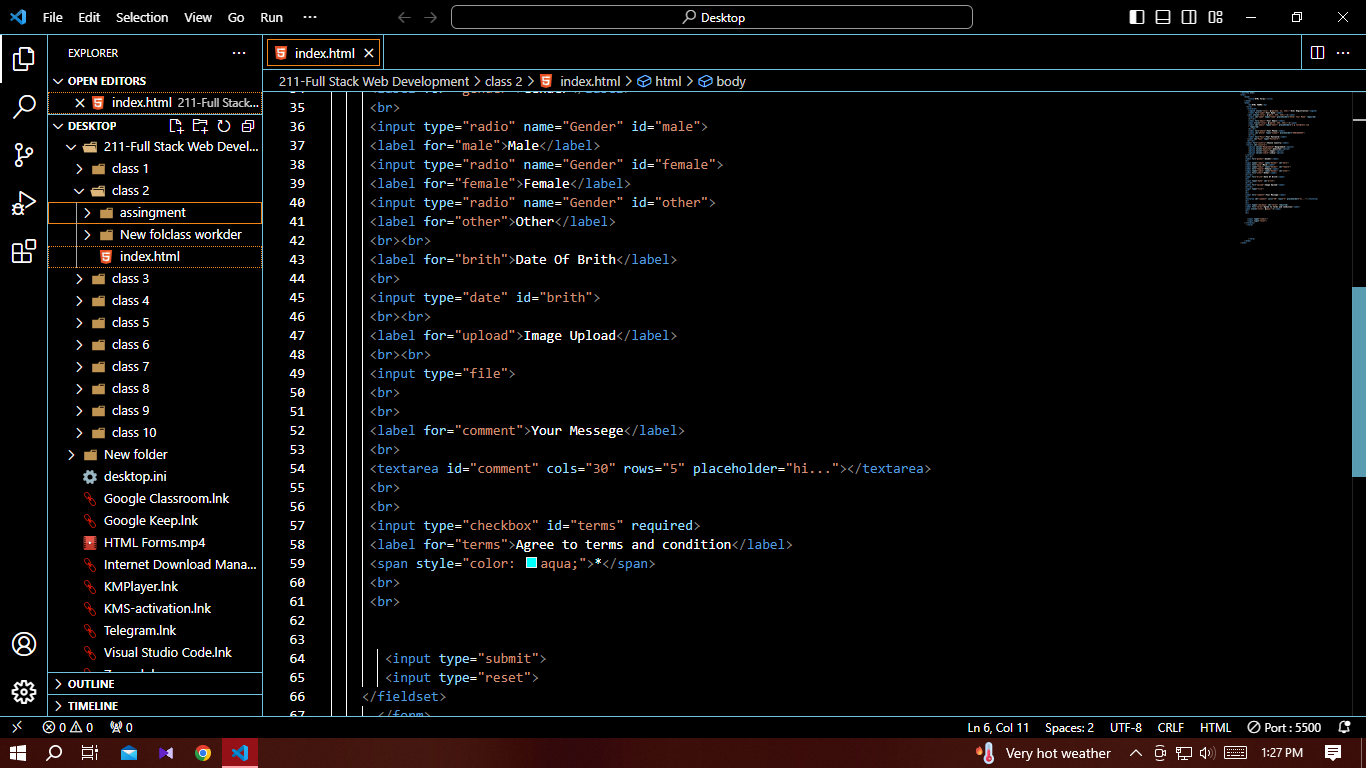 File Edit Selection View Go Run ··· Desktop
EXPLORER ···
OPEN EDITORS
index.html 211-Full Stack...
DESKTOP
211-Full Stack Web Devel...
class 1
class 2
assingment
New folclass workder
index.html
class 3
class 4
class 5
class 6
class 7
class 8
class 9
class 10
New folder
desktop.ini
Google Classroom.lnk
Google Keep.lnk
HTML Forms.mp4
Internet Download Mana...
KMPlayer.lnk
KMS-activation.lnk
Telegram.lnk
Visual Studio Code.lnk
OUTLINE
TIMELINE
index.html
211-Full Stack Web Development > class 2 > index.html > html > body
35 <br>
36 <input type="radio" name="Gender" id="male">
37 <label for="male">Male</label>
38 <input type="radio" name="Gender" id="female">
39 <label for="female">Female</label>
40 <input type="radio" name="Gender" id="other">
41 <label for="other">Other</label>
42 <br><br>
43 <label for="brith">Date Of Brith</label>
44 <br>
45 <input type="date" id="brith">
46 <br><br>
47 <label for="upload">Image Upload</label>
48 <br><br>
49 <input type="file">
50 <br>
51 <br>
52 <label for="comment">Your Messege</label>
53 <br>
54 <textarea id="comment" cols="30" rows="5" placeholder="hi..."></textarea>
55 <br>
56 <br>
57 <input type="checkbox" id="terms" required>
58 <label for="terms">Agree to terms and condition</label>
59 <span style="color: aqua;">*</span>
60 <br>
61 <br>
62
63
64 <input type="submit">
65 <input type="reset">
66 </fieldset>
67 </form>
0 0 0 Ln 6, Col 11 Spaces: 2 UTF-8 CRLF HTML Port : 5500
Very hot weather 1:27 PM